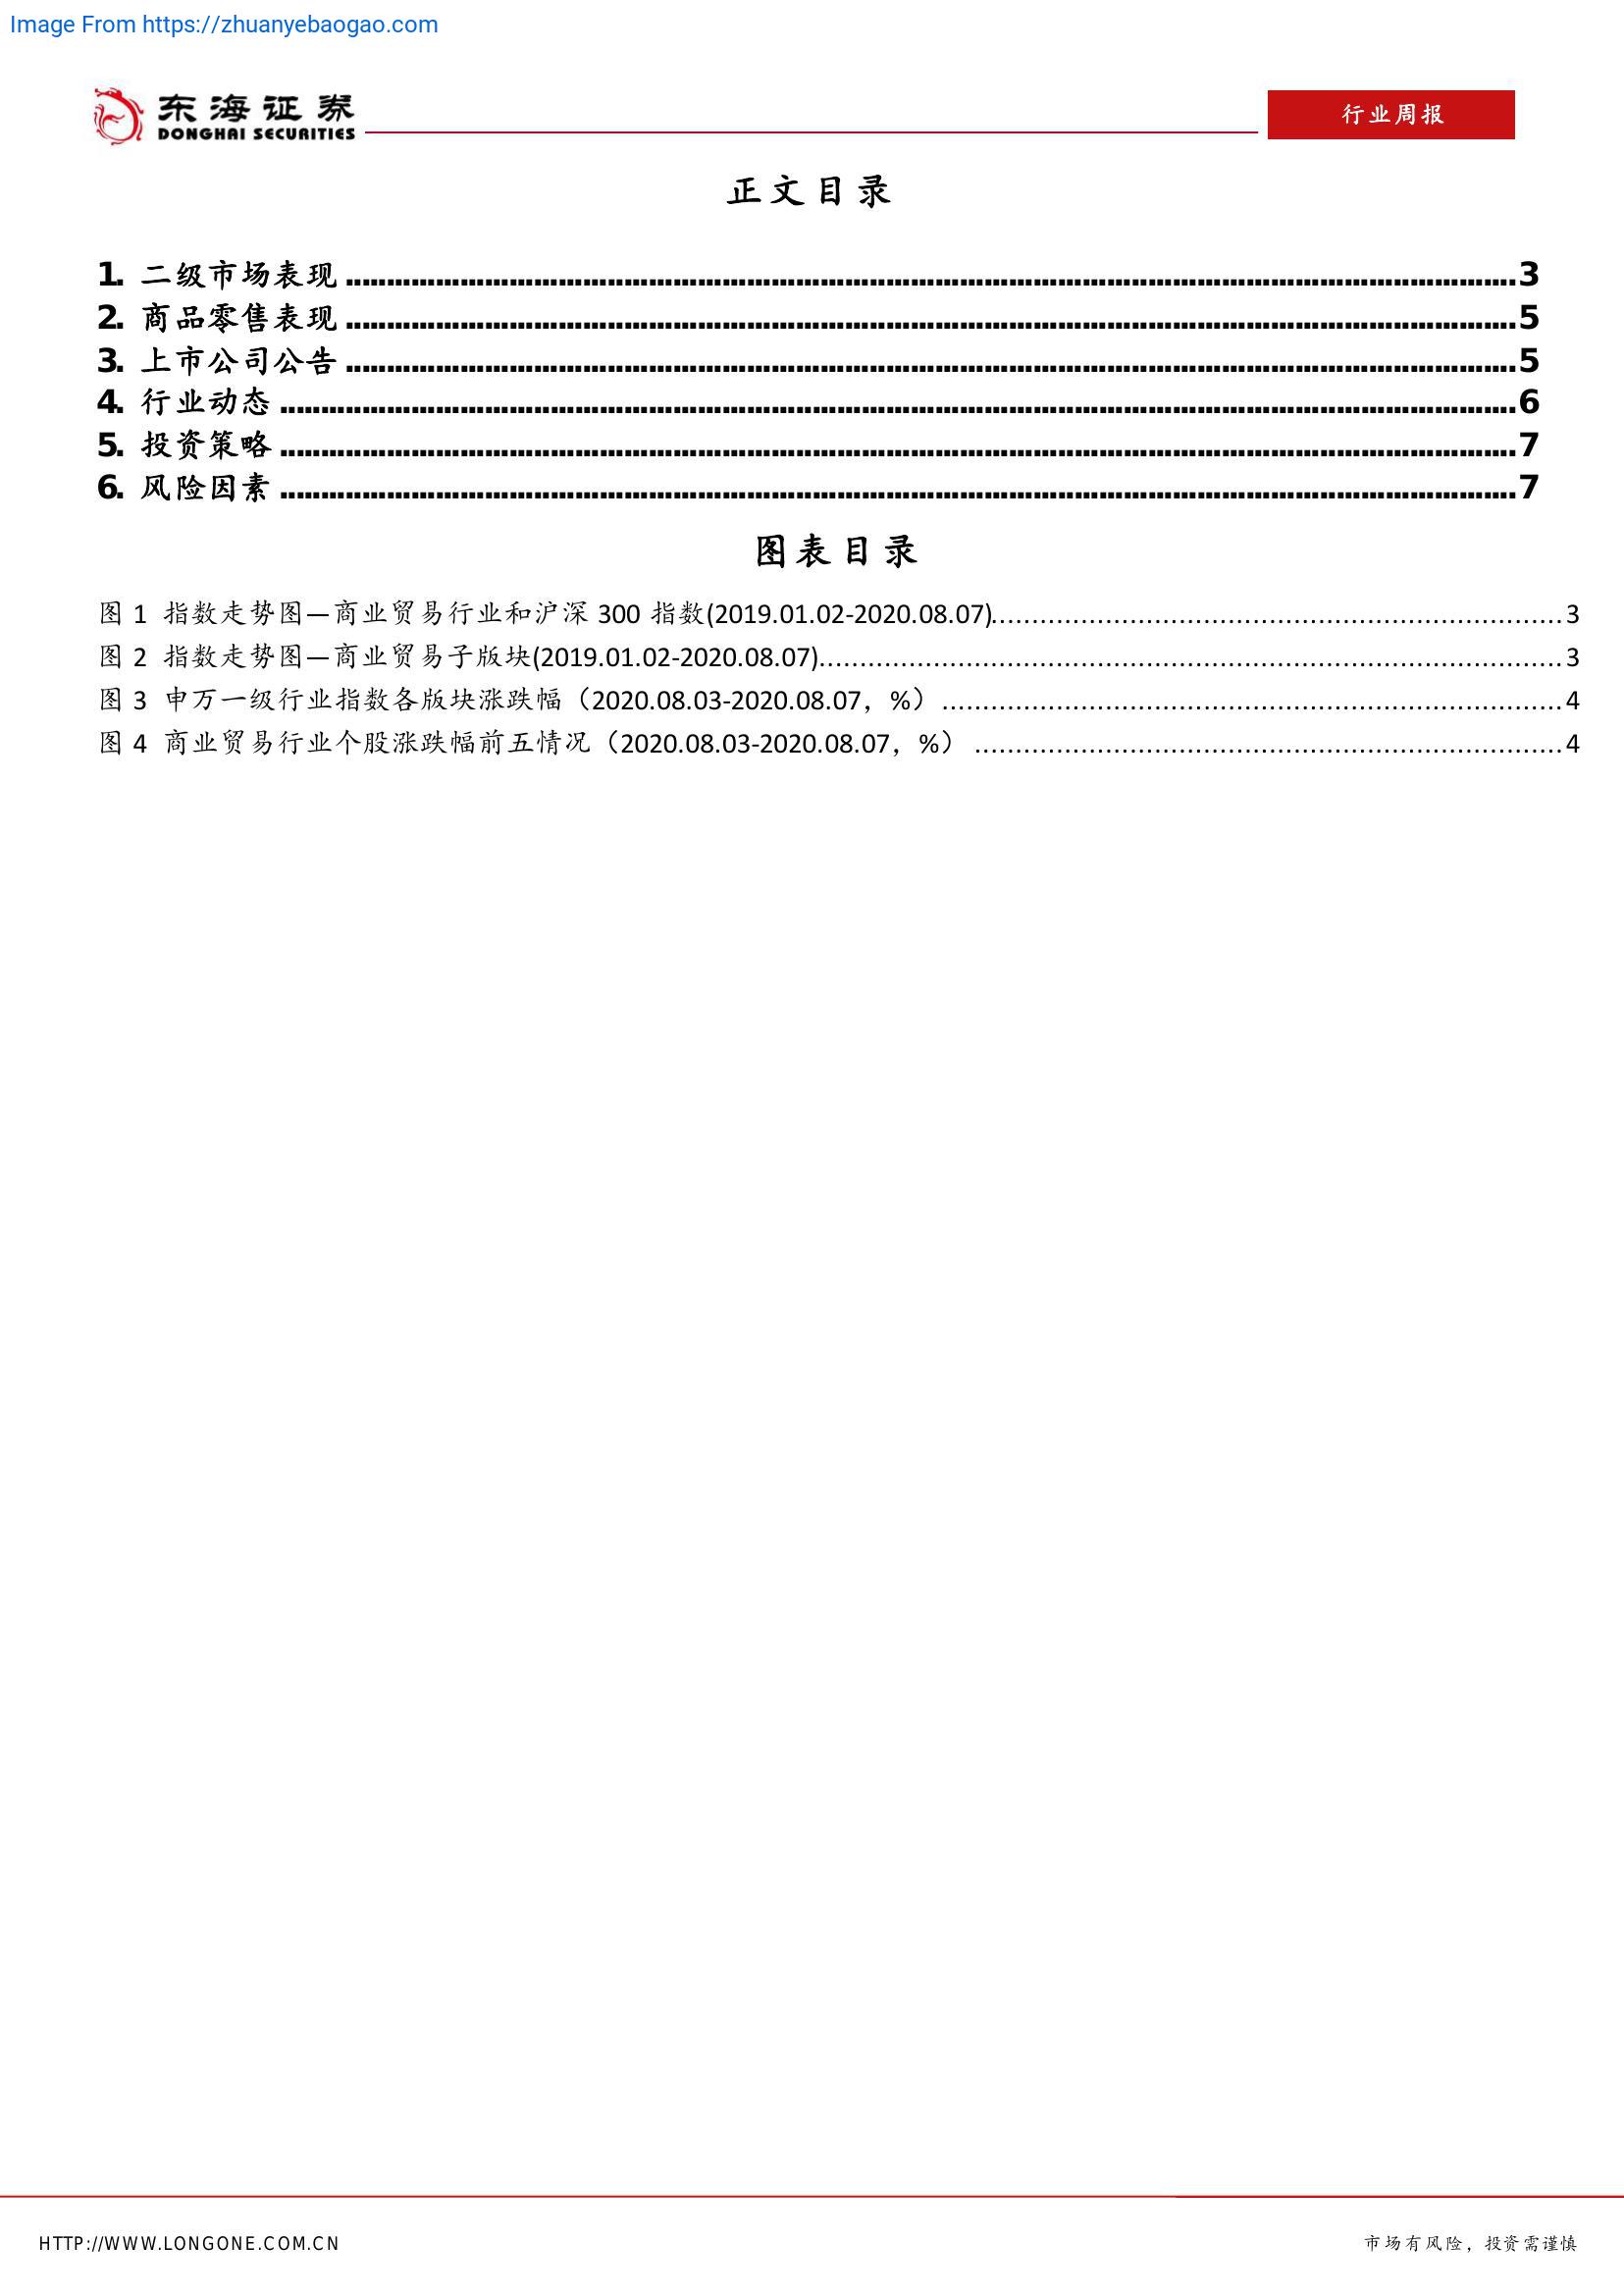 Image From https://zhuanyebaogao.com
东海证券
DONGHAI SECURITIES
行业周报
正文目录
1. 二级市场表现 ........................................ 3
2. 商品零售表现 ........................................ 5
3. 上市公司公告 ........................................ 5
4. 行业动态 ........................................ 6
5. 投资策略 ........................................ 7
6. 风险因素 ........................................ 7
图表目录
图 1 指数走势图—商业贸易行业和沪深 300 指数(2019.01.02-2020.08.07)........................................ 3
图 2 指数走势图—商业贸易子版块(2019.01.02-2020.08.07)........................................ 3
图 3 申万一级行业指数各版块涨跌幅（2020.08.03-2020.08.07，%）........................................ 4
图 4 商业贸易行业个股涨跌幅前五情况（2020.08.03-2020.08.07，%）........................................ 4
HTTP://WWW.LONGONE.COM.CN
市场有风险，投资需谨慎